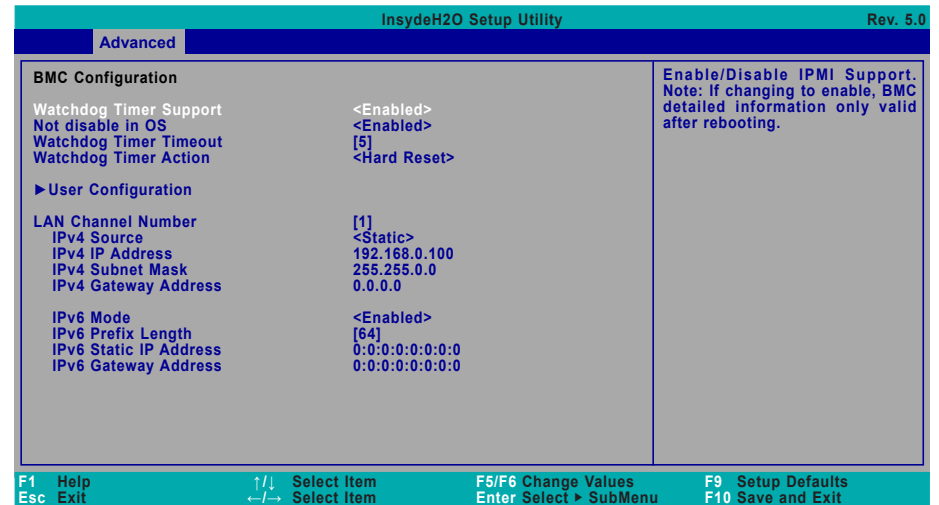 InsydeH2O Setup Utility Rev. 5.0
Advanced
BMC Configuration
Watchdog Timer Support <Enabled>
Not disable in OS <Enabled>
Watchdog Timer Timeout [5]
Watchdog Timer Action <Hard Reset>
►User Configuration
LAN Channel Number [1]
IPv4 Source <Static>
IPv4 IP Address 192.168.0.100
IPv4 Subnet Mask 255.255.0.0
IPv4 Gateway Address 0.0.0.0
IPv6 Mode <Enabled>
IPv6 Prefix Length [64]
IPv6 Static IP Address 0:0:0:0:0:0:0:0
IPv6 Gateway Address 0:0:0:0:0:0:0:0
Enable/Disable IPMI Support.
Note: If changing to enable, BMC
detailed information only valid
after rebooting.
F1 Help ↑/↓ Select Item F5/F6 Change Values F9 Setup Defaults
Esc Exit ←/→ Select Item Enter Select ► SubMenu F10 Save and Exit